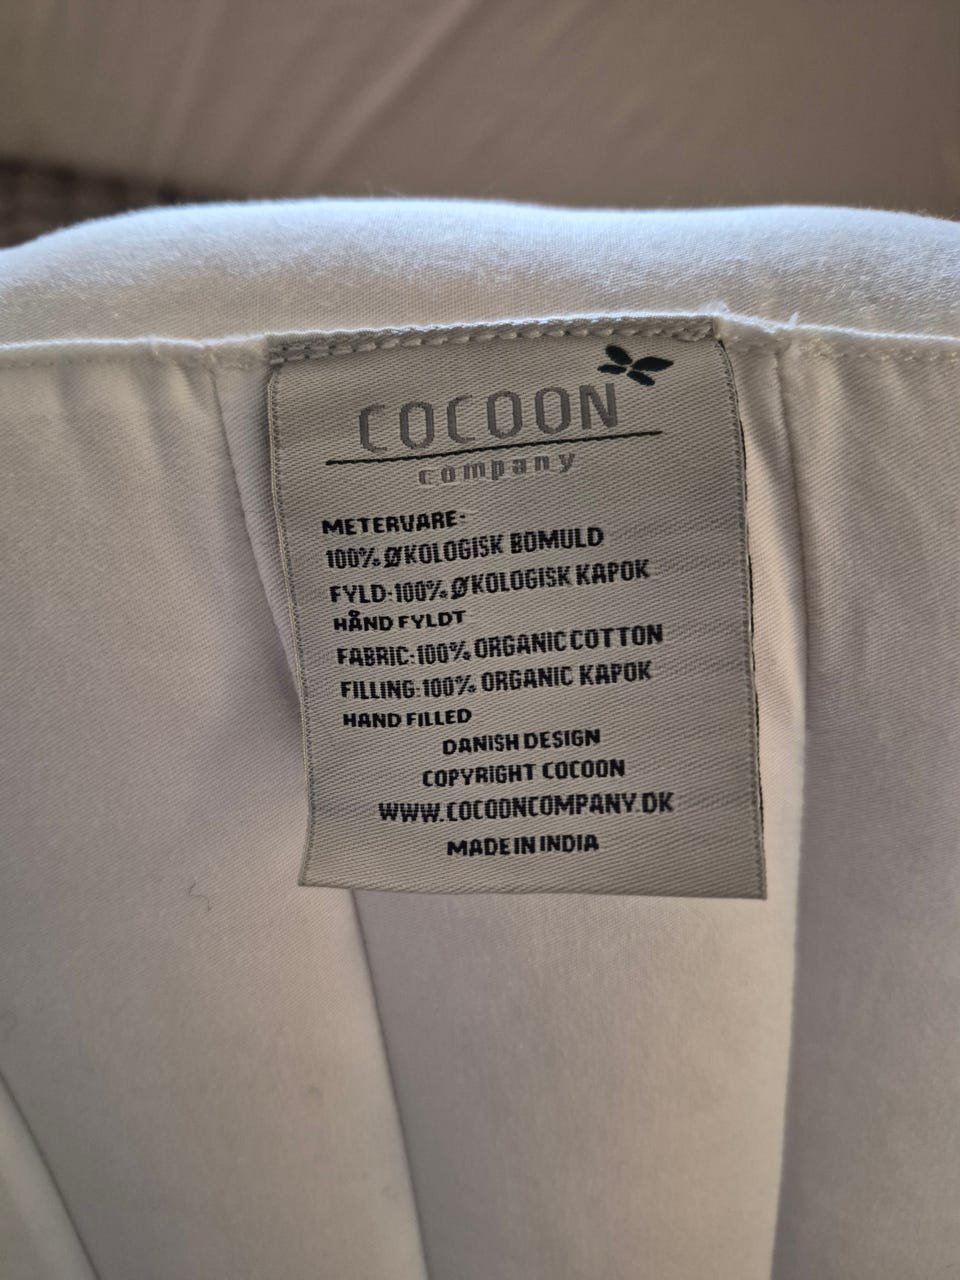 COCOON
company
METERVARE:
100% ØKOLOGISK BOMULD
FYLD:100% ØKOLOGISK KAPOK
HÅND FYLDT
FABRIC:100% ORGANIC COTTON
FILLING:100% ORGANIC KAPOK
HAND FILLED
DANISH DESIGN
COPYRIGHT COCOON
WWW.COCOONCOMPANY.DK
MADE IN INDIA